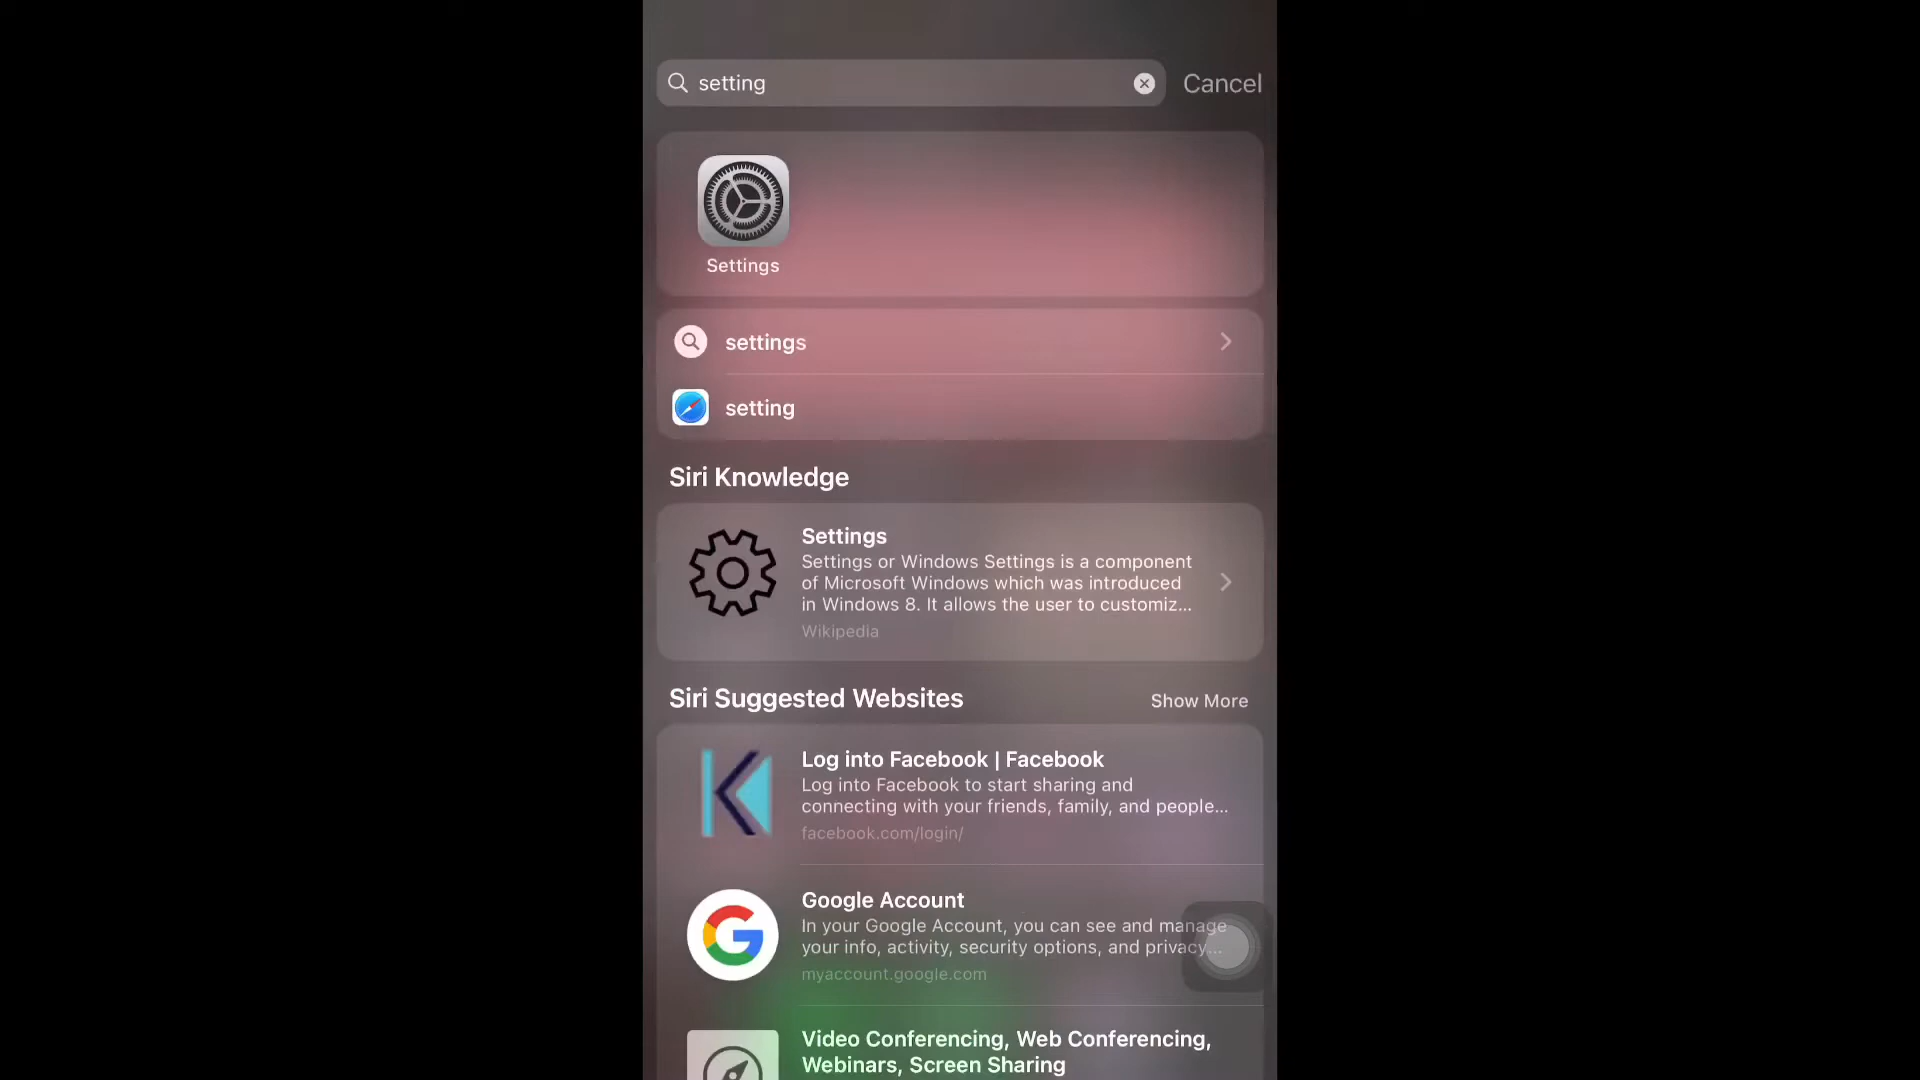 setting
Cancel
Settings
settings
setting
Siri Knowledge
Settings
Settings or Windows Settings is a component
of Microsoft Windows which was introduced
in Windows 8. It allows the user to customiz...
Wikipedia
Siri Suggested Websites
Show More
Log into Facebook | Facebook
Log into Facebook to start sharing and
connecting with your friends, family, and people...
facebook.com/login/
Google Account
In your Google Account, you can see and manage
your info, activity, security options, and privacy...
myaccount.google.com
Video Conferencing, Web Conferencing,
Webinars, Screen Sharing